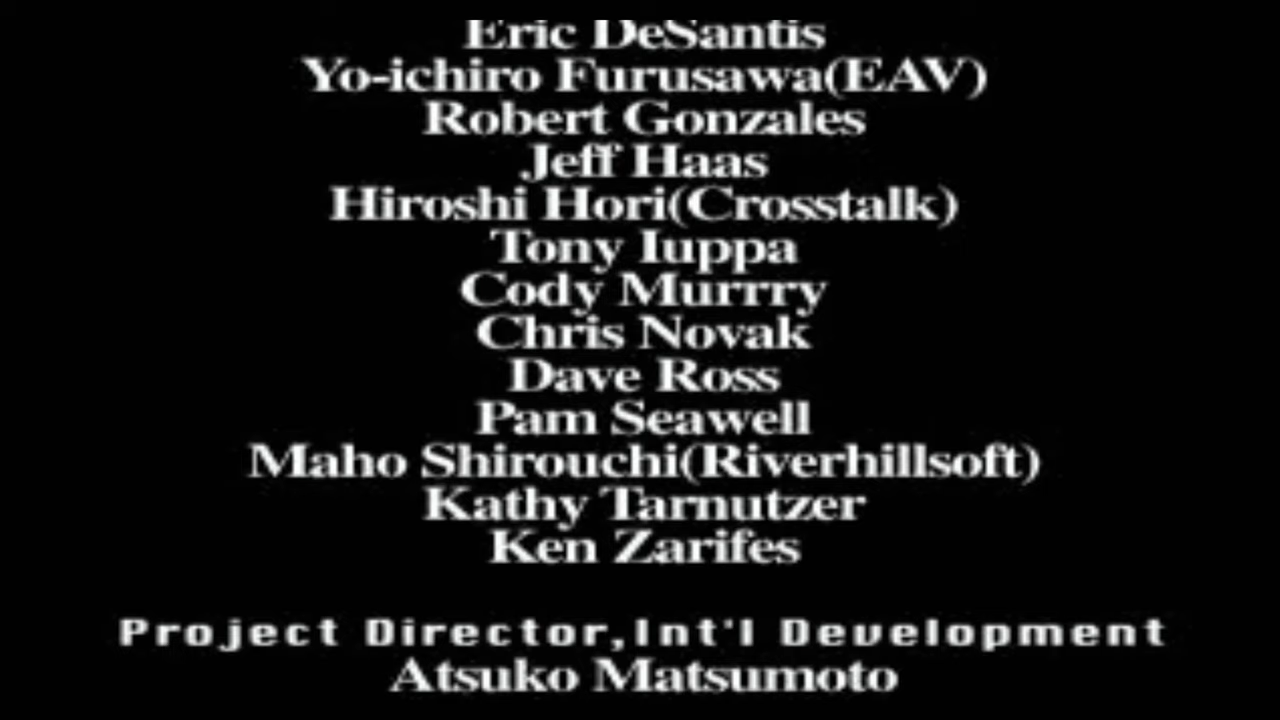 Eric DeSantis
Yo-ichiro Furusawa(EAV)
Robert Gonzales
Jeff Haas
Hiroshi Hori(Crosstalk)
Tony Iuppa
Cody Murrry
Chris Novak
Dave Ross
Pam Seawell
Maho Shirouchi(Riverhillsoft)
Kathy Tarnutzer
Ken Zarifes
Project Director,Int'l Development
Atsuko Matsumoto